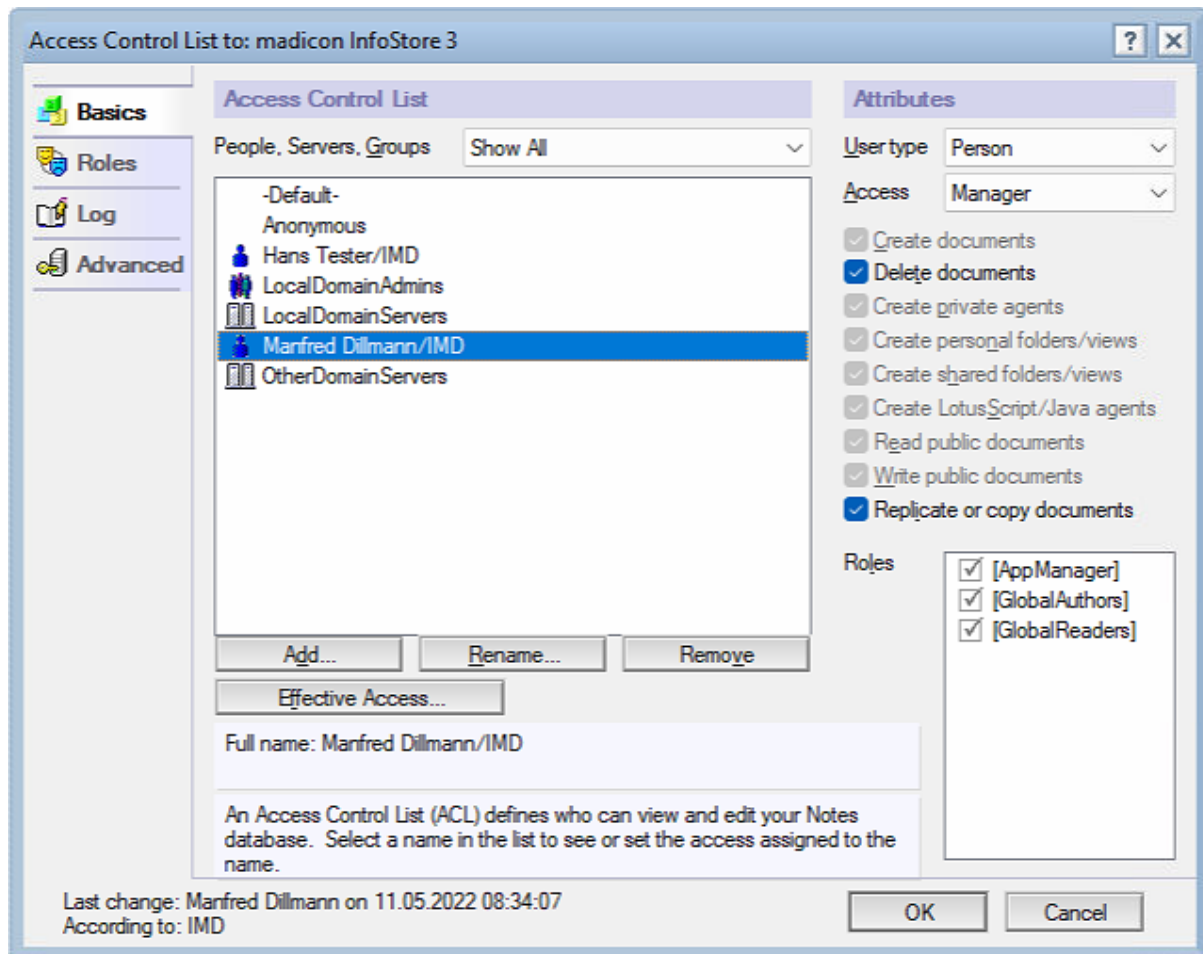 Access Control List to: madicon InfoStore 3
?
Basics
Roles
Log
Advanced
Access Control List
People, Servers, Groups
Show All
-Default-
Anonymous
Hans Tester/IMD
LocalDomainAdmins
LocalDomainServers
Manfred Dillmann/IMD
OtherDomainServers
Add...
Rename...
Remove
Effective Access...
Full name: Manfred Dillmann/IMD
An Access Control List (ACL) defines who can view and edit your Notes
database. Select a name in the list to see or set the access assigned to the
name.
Attributes
User type
Person
Access
Manager
Create documents
Delete documents
Create private agents
Create personal folders/views
Create shared folders/views
Create LotusScript/Java agents
Read public documents
Write public documents
Replicate or copy documents
Roles
[AppManager]
[GlobalAuthors]
[GlobalReaders]
Last change: Manfred Dillmann on 11.05.2022 08:34:07
According to: IMD
OK
Cancel